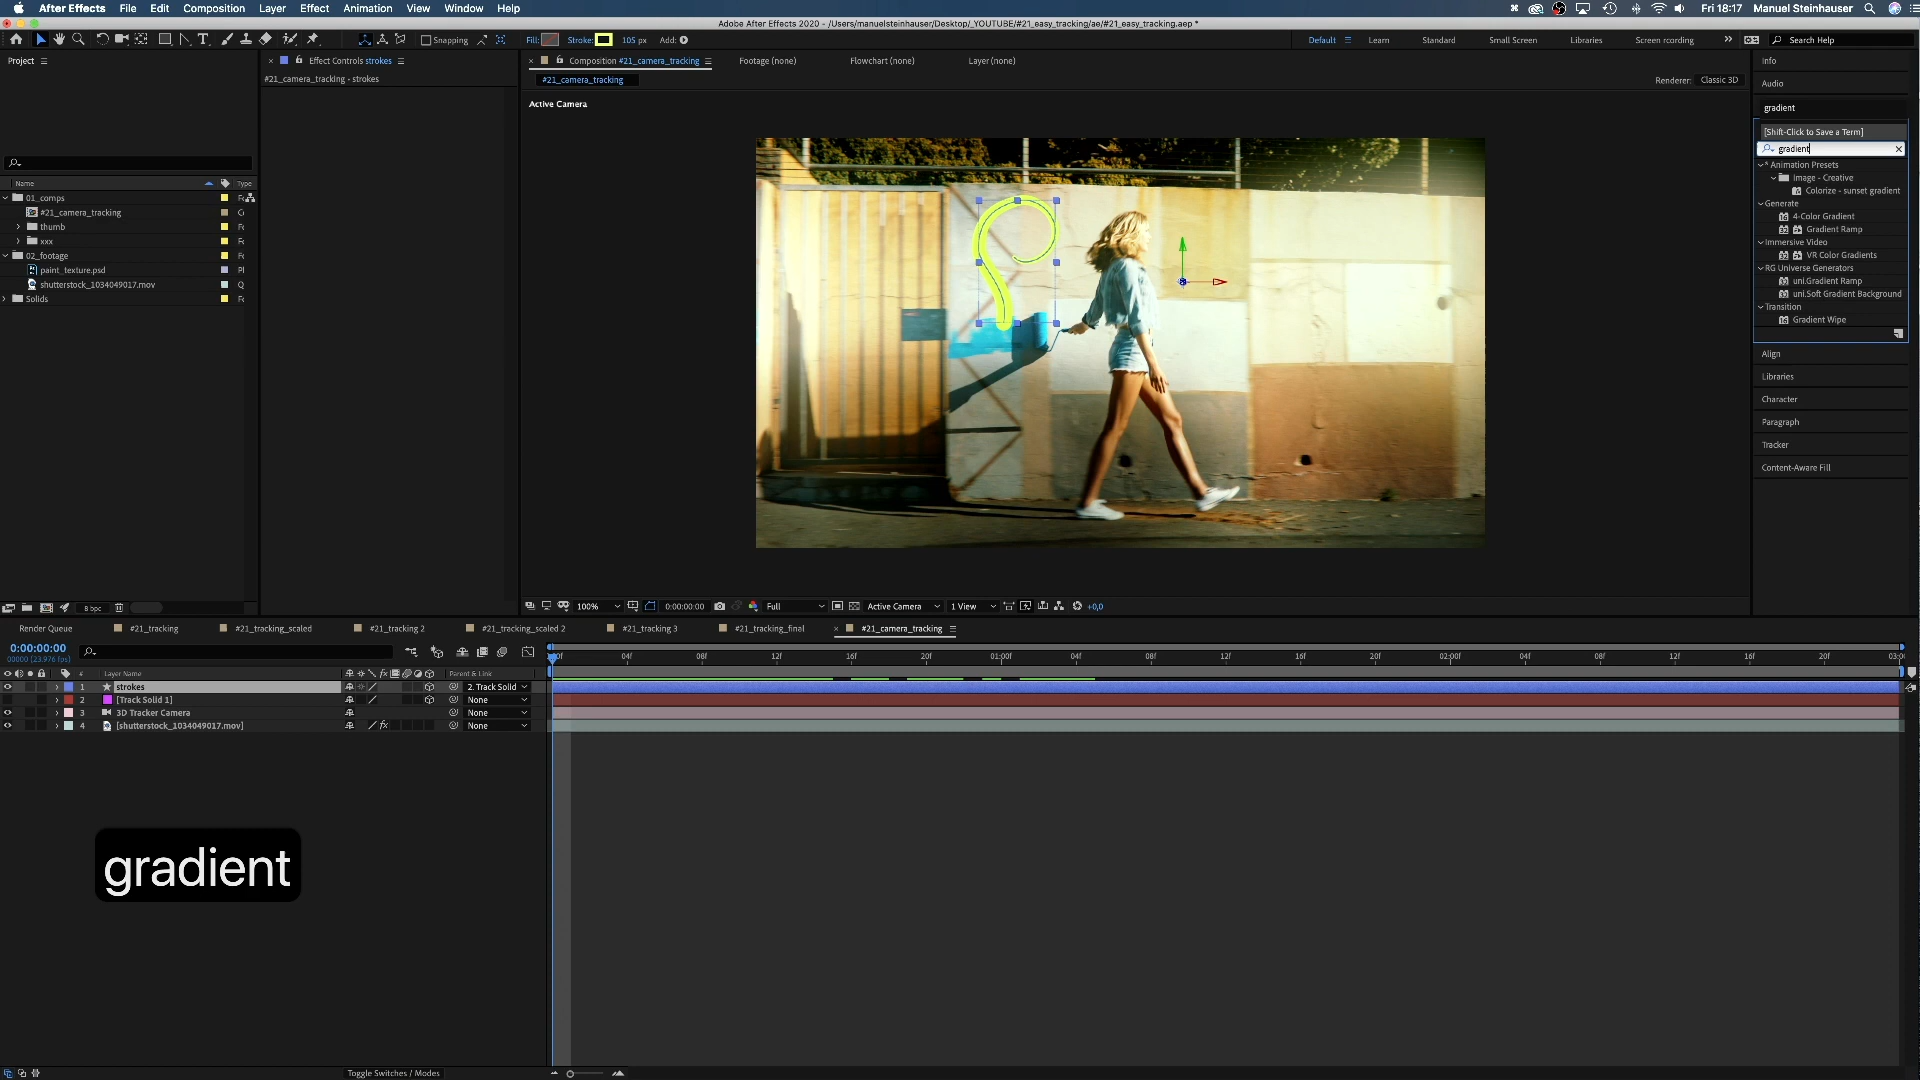 After Effects File Edit Composition Layer Effect Animation View Window Help Fri 18:17 Manuel Steinhauser
Adobe After Effects 2020 - /Users/manuelsteinhauser/Desktop/_YOUTUBE/#21_easy_tracking/ae/#21_easy_tracking.aep *
Snapping Fill: Stroke: 105 px Add: Default Learn Standard Small Screen Libraries Screen rcording Search Help
Project Effect Controls strokes Composition #21_camera_tracking Footage (none) Flowchart (none) Layer (none) Info
#21_camera_tracking - strokes #21_camera_tracking Renderer: Classic 3D Audio
Active Camera gradient
[Shift-Click to Save a Term]
gradient
* Animation Presets
Image - Creative
Colorize - sunset gradient
Generate
4-Color Gradient
Gradient Ramp
Immersive Video
VR Color Gradients
RG Universe Generators
uni.Gradient Ramp
uni.Soft Gradient Background
Transition
Gradient Wipe
Align
Libraries
Character
Paragraph
Tracker
Content-Aware Fill
Name Type
01_comps
#21_camera_tracking
thumb
xxx
02_footage
paint_texture.psd
shutterstock_1034049017.mov
Solids
8 bpc 100% 0:00:00:00 Full Active Camera 1 View +0,0
Render Queue #21_tracking #21_tracking_scaled #21_tracking 2 #21_tracking_scaled 2 #21_tracking 3 #21_tracking_final #21_camera_tracking
0:00:00:00
00000 (23.976 fps)
04f 08f 12f 16f 20f 01:00f 04f 08f 12f 16f 20f 02:00f 04f 08f 12f 16f 20f
# Layer Name Parent & Link
1 strokes 2. Track Solid
2 [Track Solid 1] None
3 3D Tracker Camera None
4 [shutterstock_1034049017.mov] None
gradient
Toggle Switches / Modes